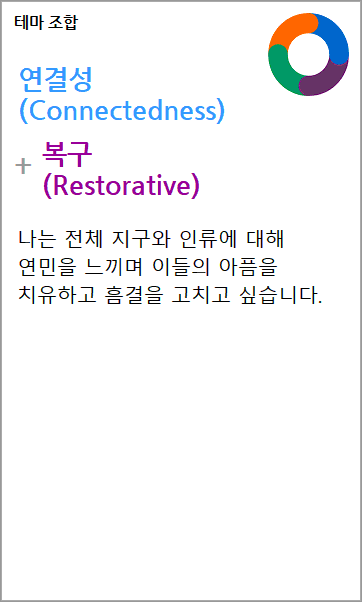 테마 조합
연결성
(Connectedness)
+ 복구
(Restorative)
나는 전체 지구와 인류에 대해
연민을 느끼며 이들의 아픔을
치유하고 흠결을 고치고 싶습니다.